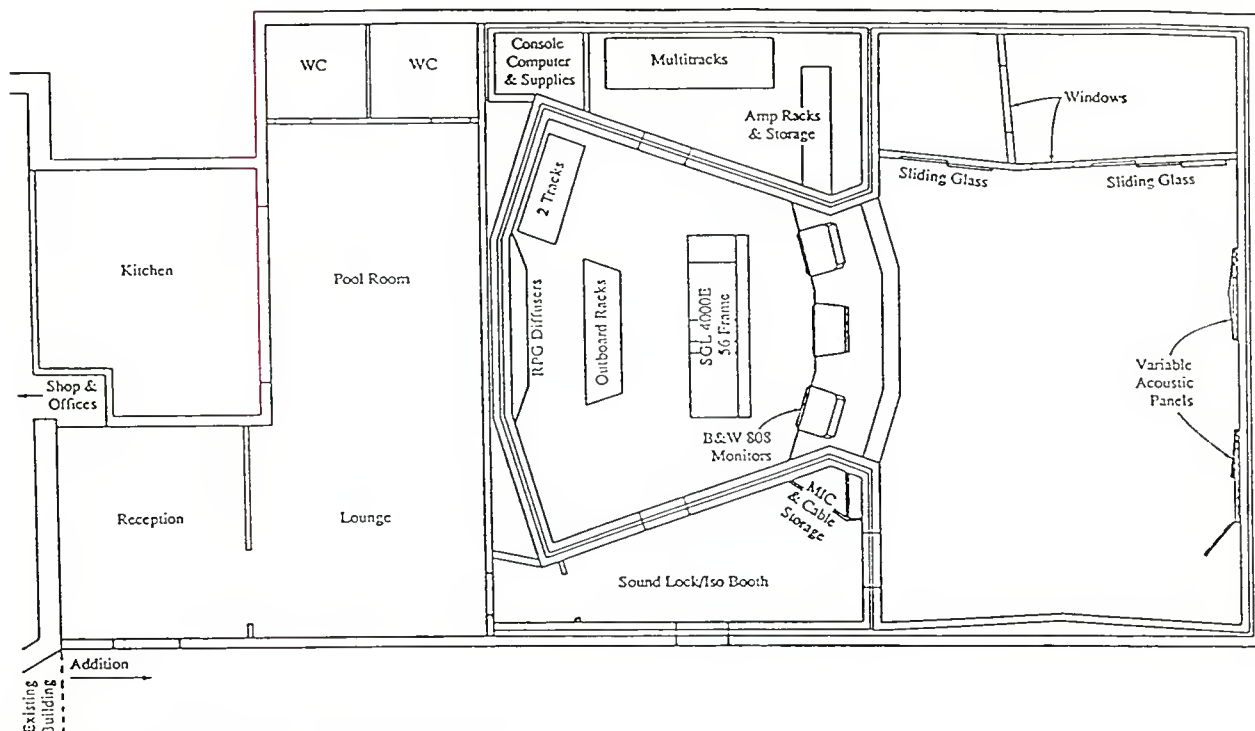 WC
WC
Console
Computer
& Supplies
Multitracks
Amp Racks
& Storage
Windows
Sliding Glass
Sliding Glass
2 Tracks
Kitchen
Pool Room
RPG Diffusers
Outboard Racks
SGL 4000E
56 Frame
Variable
Acoustic
Panels
Shop &
Offices
B&W 808
Monitors
MIC
& Cable
Storage
Reception
Lounge
Sound Lock/Iso Booth
Addition
Existing
Building